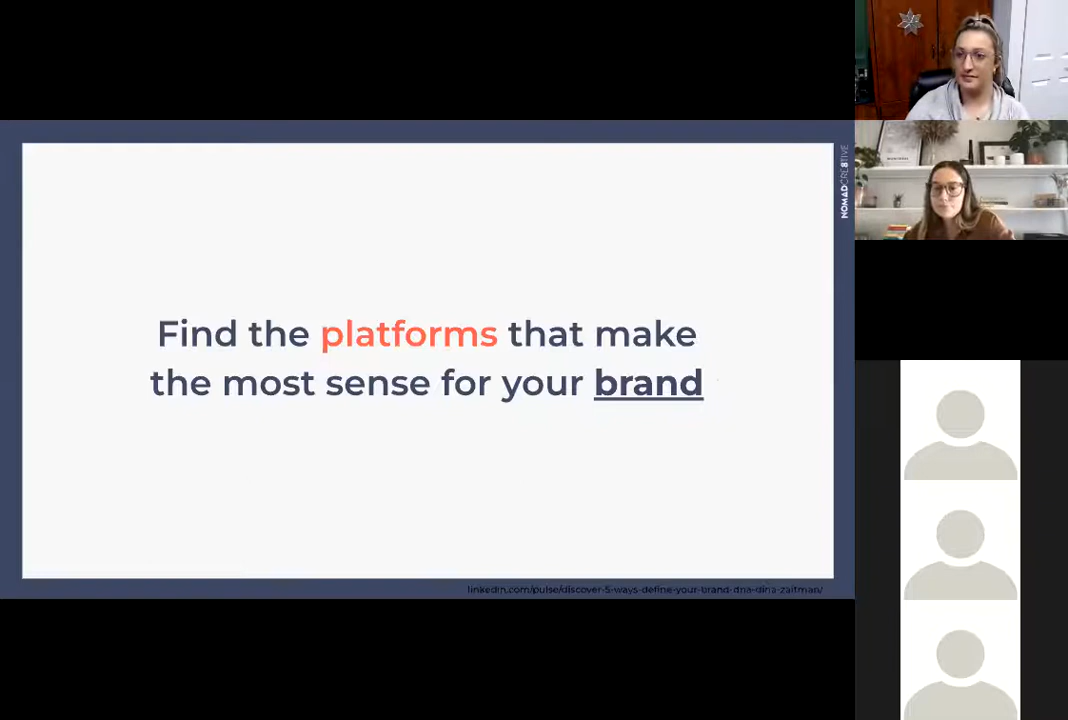 Find the platforms that make
the most sense for your brand
NOMADCRE8TIVE
linkedin.com/pulse/discover-5-ways-define-your-brand-dna-dina-zaitman/